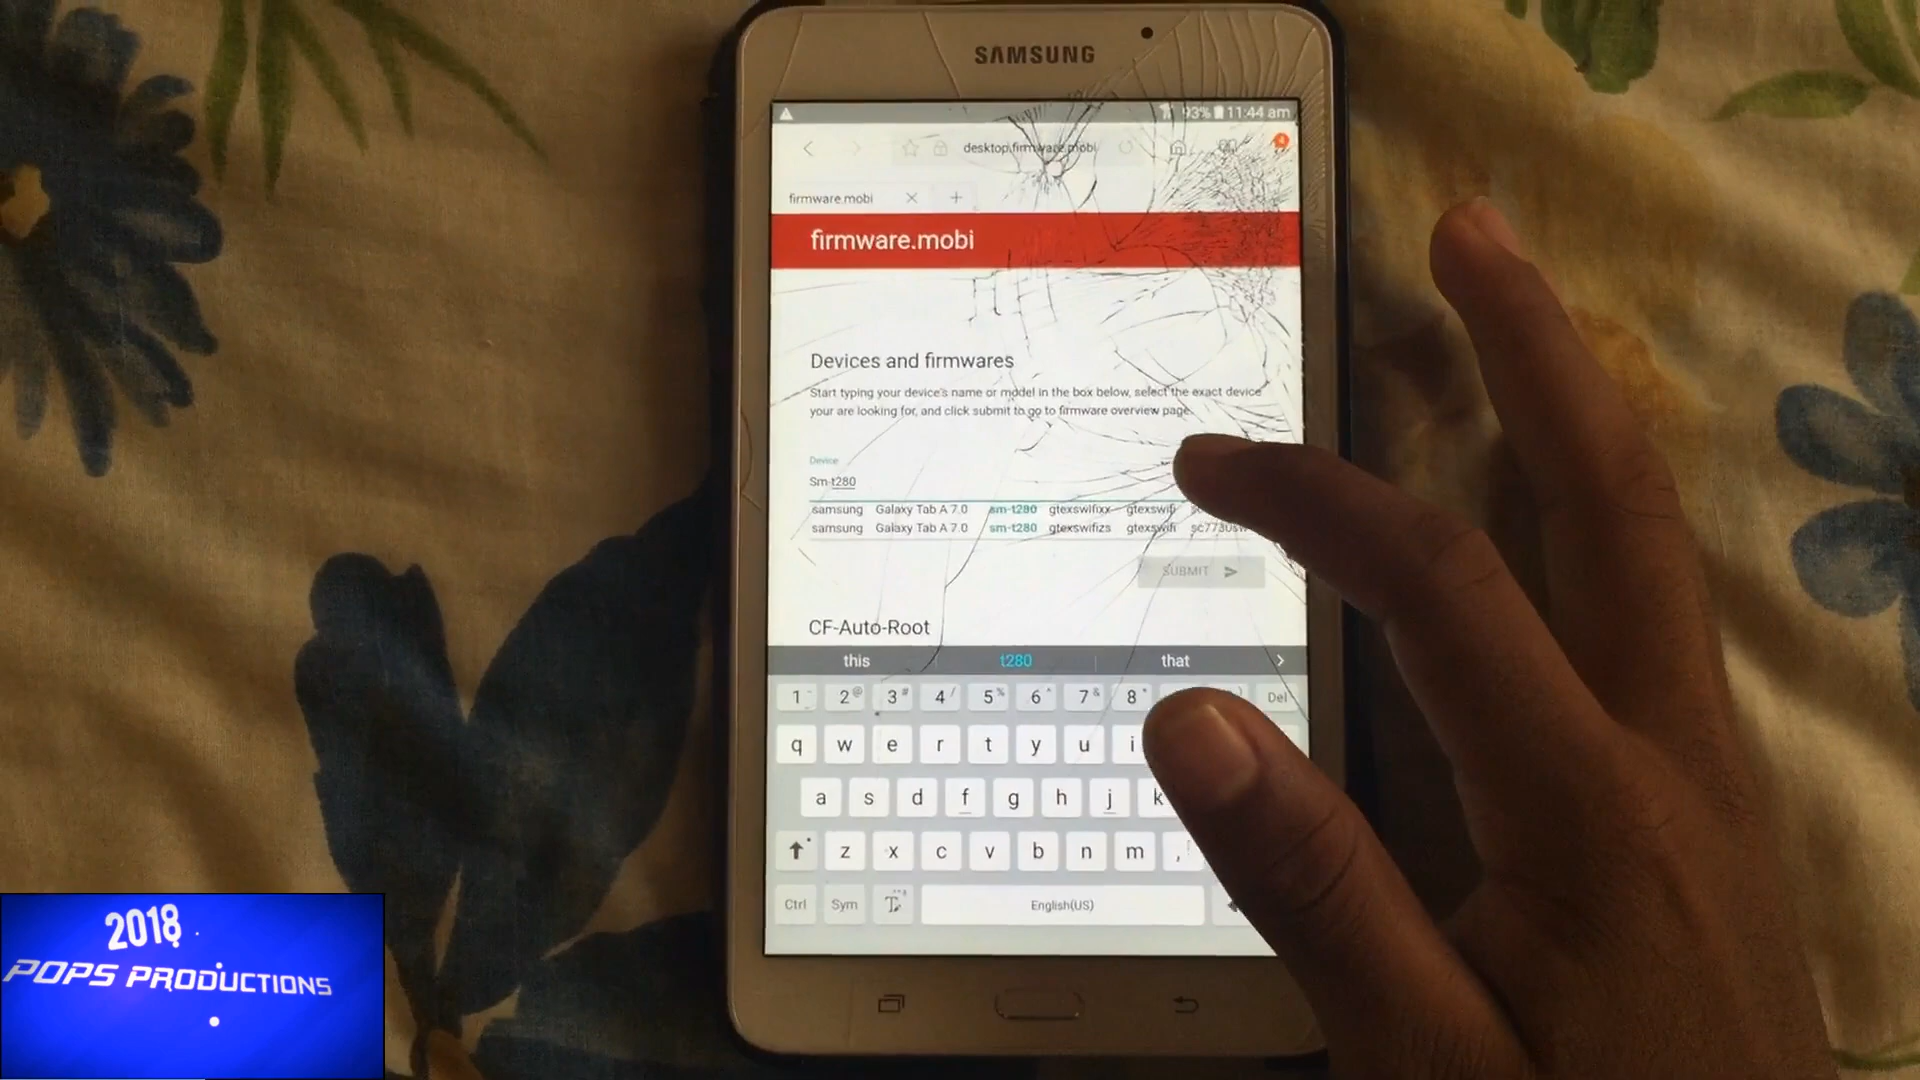 SAMSUNG
93% 11:44 am
desktop.firmware.mobi
4
firmware.mobi
firmware.mobi
Devices and firmwares
Start typing your device's name or model in the box below, select the exact device
your are looking for, and click submit to go to firmware overview page.
Device
Sm-t280
samsung Galaxy Tab A 7.0 sm-t280 gtexswifixx gtexswifi
samsung Galaxy Tab A 7.0 sm-t280 gtexswifizs gtexswifi
SUBMIT
CF-Auto-Root
this t280 that
1 2 @ 3 # 4 / 5 % 6 ^ 7 & 8 * ) Del
q w e r t y u i
a s d f g h j k
z x c v b n m ,
Ctrl Sym T English(US)
2018
POPS PRODUCTIONS